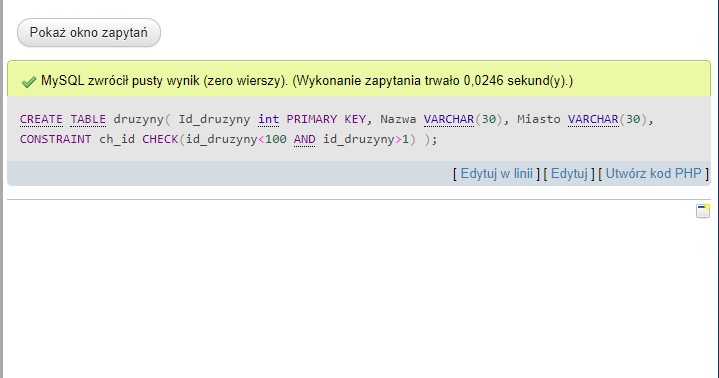 Pokaż okno zapytań
MySQL zwrócił pusty wynik (zero wierszy). (Wykonanie zapytania trwało 0,0246 sekund(y).)
CREATE TABLE druzyny( Id_druzyny int PRIMARY KEY, Nazwa VARCHAR(30), Miasto VARCHAR(30),
CONSTRAINT ch_id CHECK(id_druzyny<100 AND id_druzyny>1) );
[ Edytuj w linii ] [ Edytuj ] [ Utwórz kod PHP ]